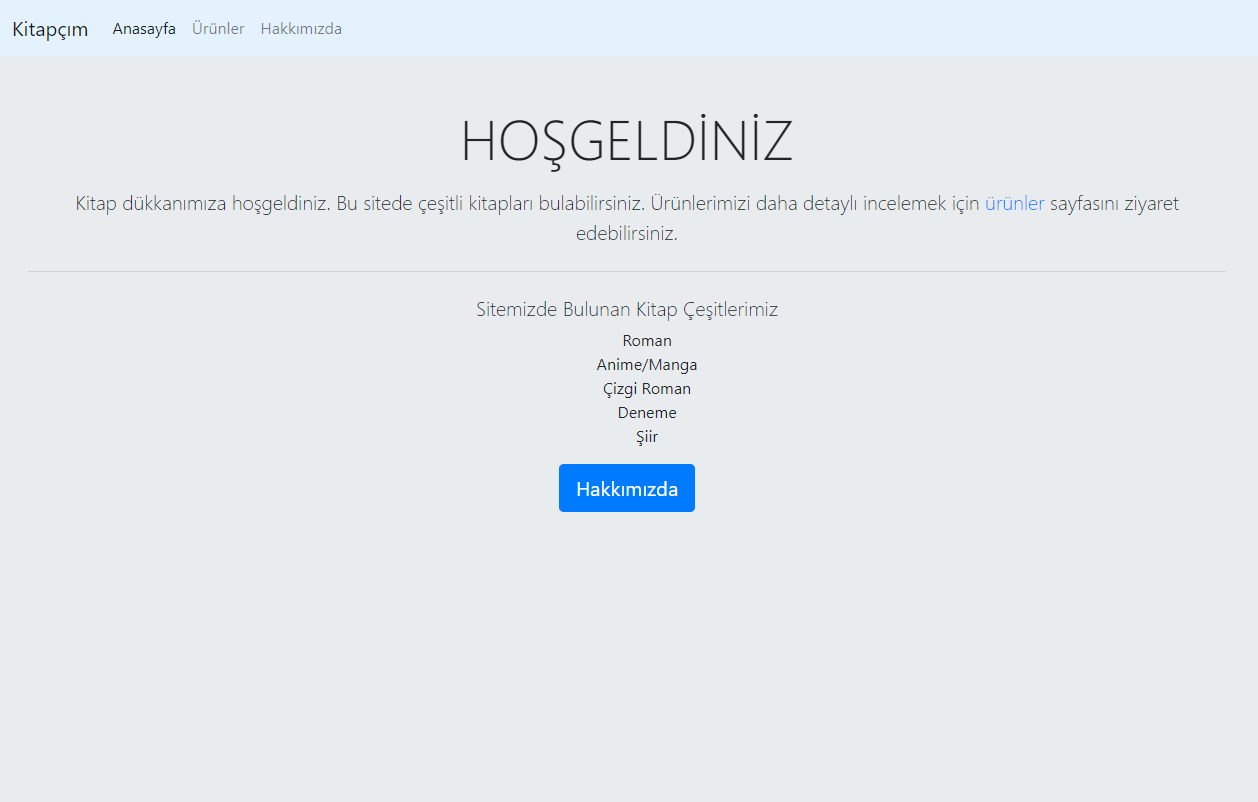 Kitapçım Anasayfa Ürünler Hakkımızda
HOŞGELDİNİZ
Kitap dükkanımıza hoşgeldiniz. Bu sitede çeşitli kitapları bulabilirsiniz. Ürünlerimizi daha detaylı incelemek için ürünler sayfasını ziyaret
edebilirsiniz.
Sitemizde Bulunan Kitap Çeşitlerimiz
Roman
Anime/Manga
Çizgi Roman
Deneme
Şiir
Hakkımızda